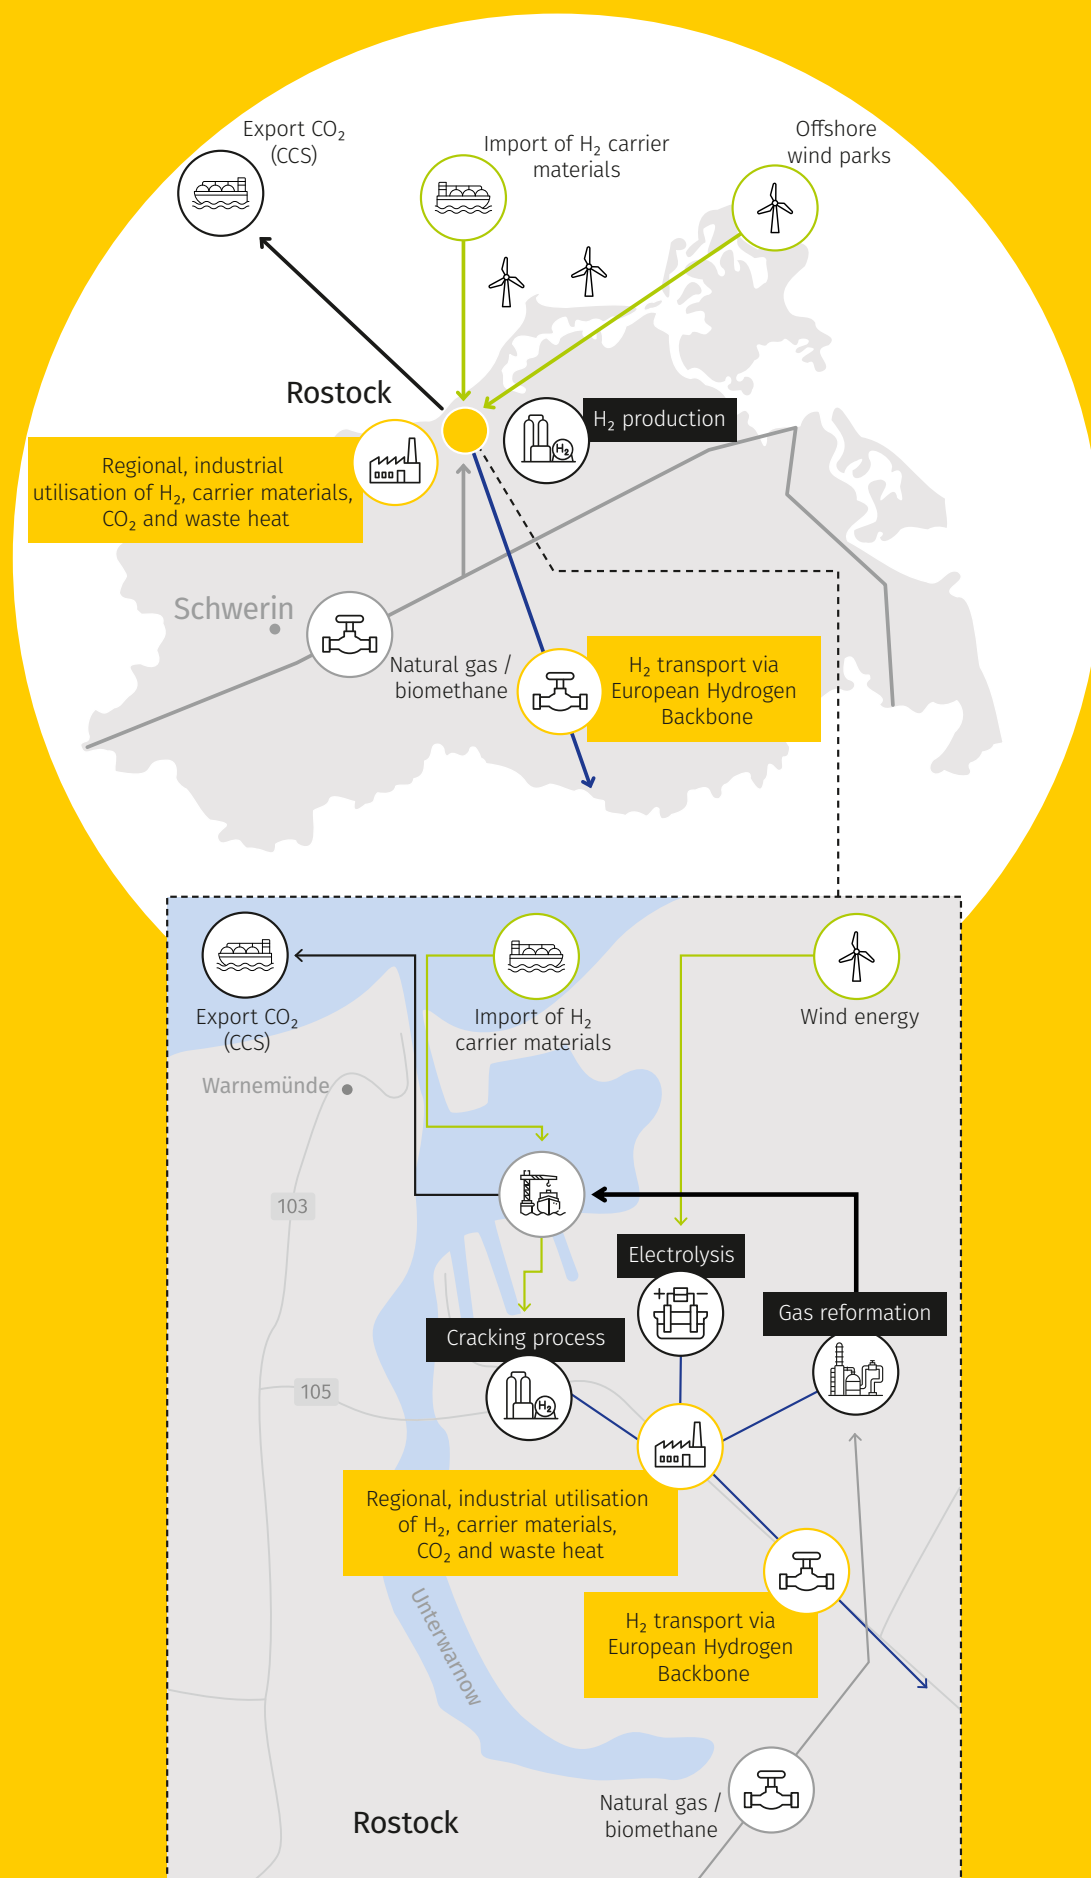 Export CO₂
(CCS)
Import of H₂ carrier
materials
Offshore
wind parks
Rostock
H₂ production
H₂
Regional, industrial
utilisation of H₂, carrier materials,
CO₂ and waste heat
Schwerin
Natural gas /
biomethane
H₂ transport via
European Hydrogen
Backbone
Export CO₂
(CCS)
Import of H₂
carrier materials
Wind energy
Warnemünde
103
Electrolysis
Gas reformation
Cracking process
H₂
105
Regional, industrial utilisation
of H₂, carrier materials,
CO₂ and waste heat
Unterwarnow
H₂ transport via
European Hydrogen
Backbone
Natural gas /
biomethane
Rostock